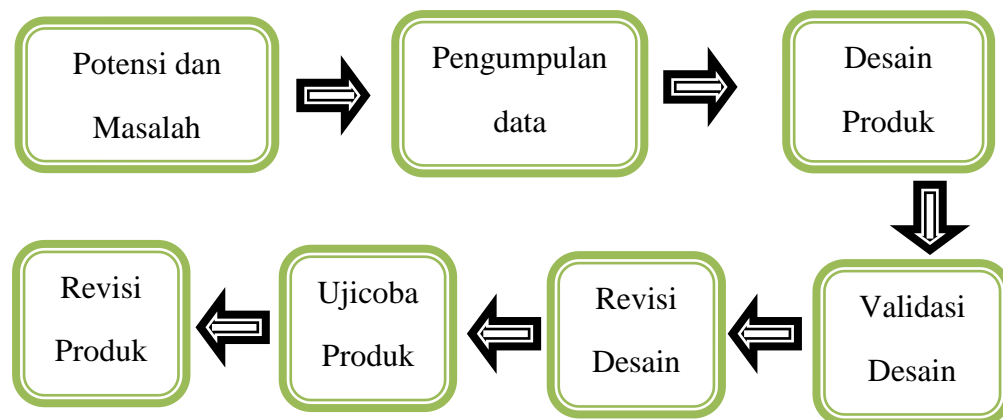 Potensi dan
Masalah
Pengumpulan
data
Desain
Produk
Validasi
Desain
Revisi
Desain
Ujicoba
Produk
Revisi
Produk